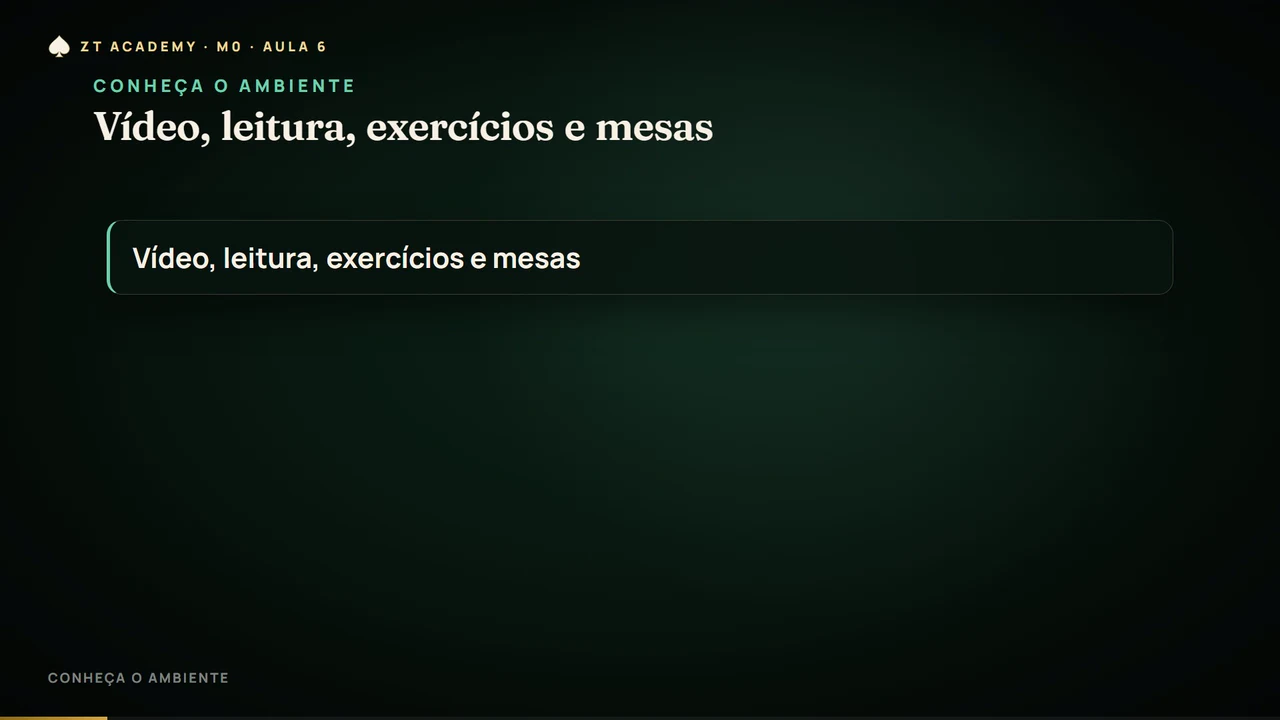 ZT ACADEMY · M0 · AULA 6
CONHEÇA O AMBIENTE
Vídeo, leitura, exercícios e mesas
Vídeo, leitura, exercícios e mesas
CONHEÇA O AMBIENTE